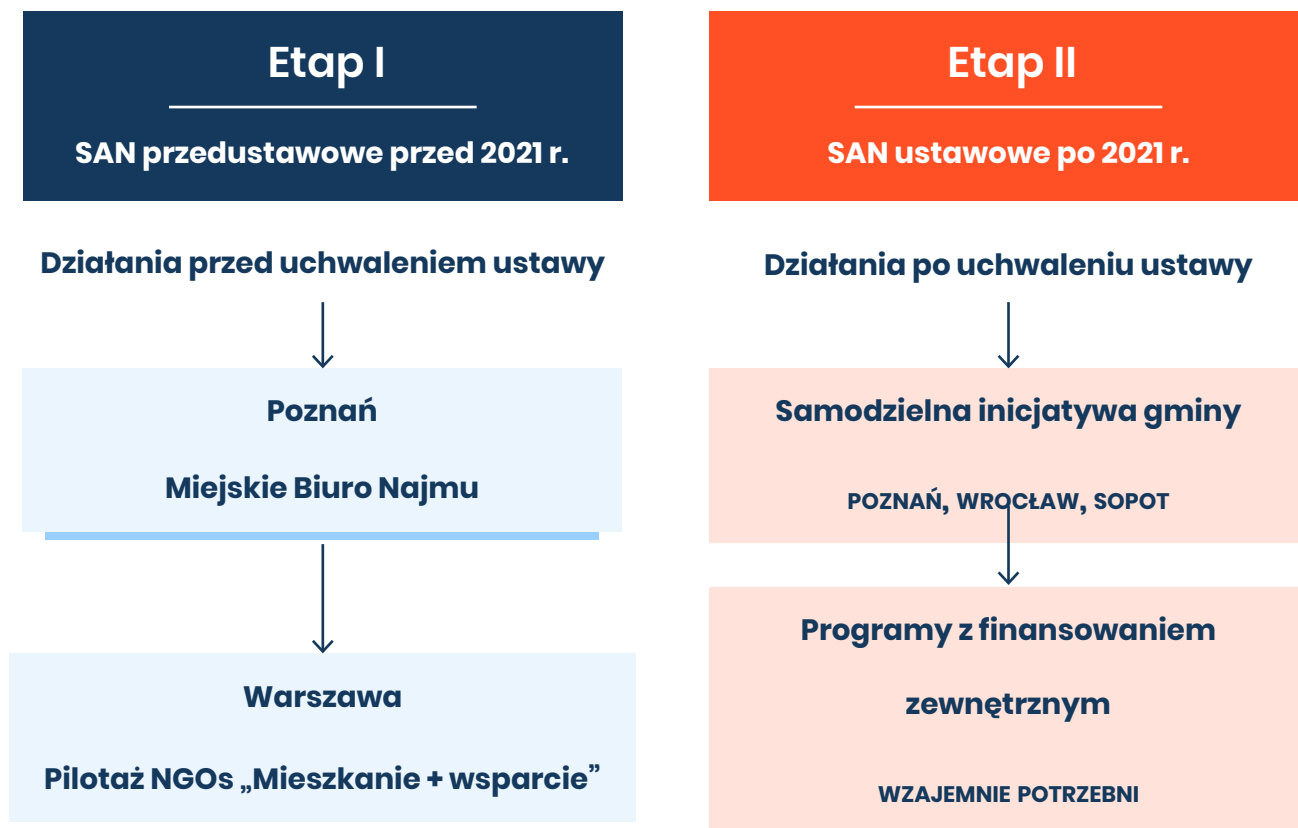 Etap I
SAN przedustawowe przed 2021 r.
Działania przed uchwaleniem ustawy
Poznań
Miejskie Biuro Najmu
Warszawa
Pilotaż NGOs „Mieszkanie + wsparcie”
Etap II
SAN ustawowe po 2021 r.
Działania po uchwaleniu ustawy
Samodzielna inicjatywa gminy
POZNAŃ, WROCŁAW, SOPOT
Programy z finansowaniem
zewnętrznym
WZAJEMNIE POTRZEBNI